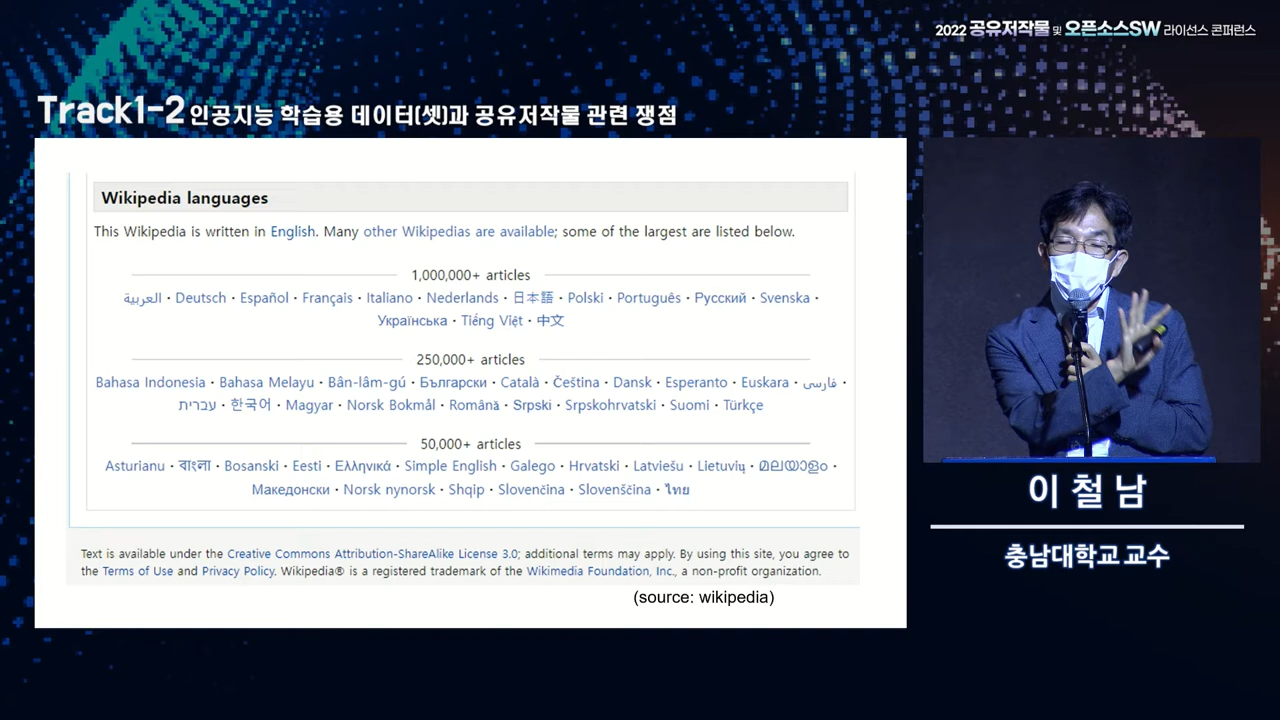 2022 공유저작물 및 오픈소스SW 라이선스 콘퍼런스
Track1-2 인공지능 학습용 데이터(셋)과 공유저작물 관련 쟁점
Wikipedia languages
This Wikipedia is written in English. Many other Wikipedias are available; some of the largest are listed below.
1,000,000+ articles
العربية · Deutsch · Español · Français · Italiano · Nederlands · 日本語 · Polski · Português · Русский · Svenska ·
Українська · Tiếng Việt · 中文
250,000+ articles
Bahasa Indonesia · Bahasa Melayu · Bân-lâm-gú · Български · Català · Čeština · Dansk · Esperanto · Euskara · فارسی ·
עברית · 한국어 · Magyar · Norsk Bokmål · Română · Srpski · Srpskohrvatski · Suomi · Türkçe
50,000+ articles
Asturianu · বাংলা · Bosanski · Eesti · Ελληνικά · Simple English · Galego · Hrvatski · Latviešu · Lietuvių · മലയാളം ·
Македонски · Norsk nynorsk · Shqip · Slovenčina · Slovenščina · ไทย
Text is available under the Creative Commons Attribution-ShareAlike License 3.0; additional terms may apply. By using this site, you agree to
the Terms of Use and Privacy Policy. Wikipedia® is a registered trademark of the Wikimedia Foundation, Inc., a non-profit organization.
(source: wikipedia)
이 철 남
충남대학교 교수